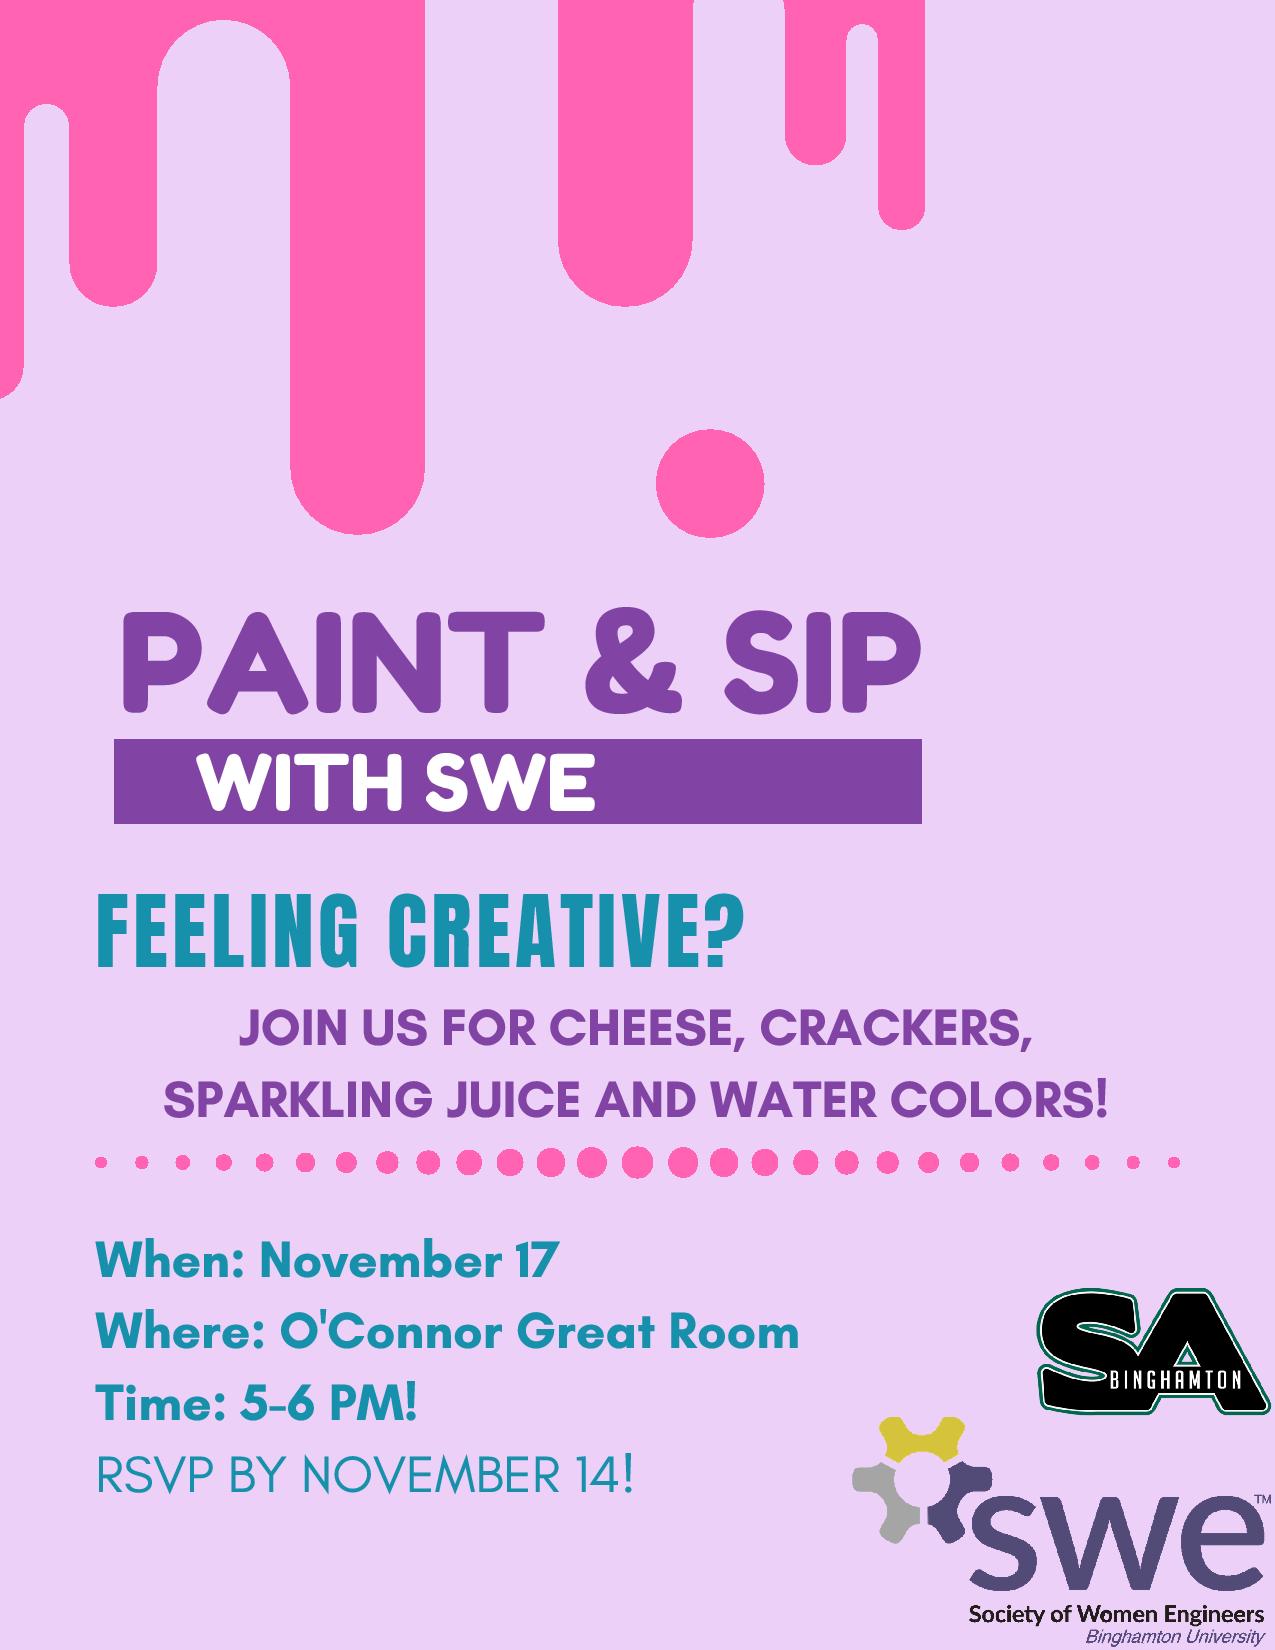 PAINT & SIP
WITH SWE
FEELING CREATIVE?
JOIN US FOR CHEESE, CRACKERS,
SPARKLING JUICE AND WATER COLORS!
When: November 17
Where: O'Connor Great Room
Time: 5-6 PM!
RSVP BY NOVEMBER 14!
SA
BINGHAMTON
swe™
Society of Women Engineers
Binghamton University